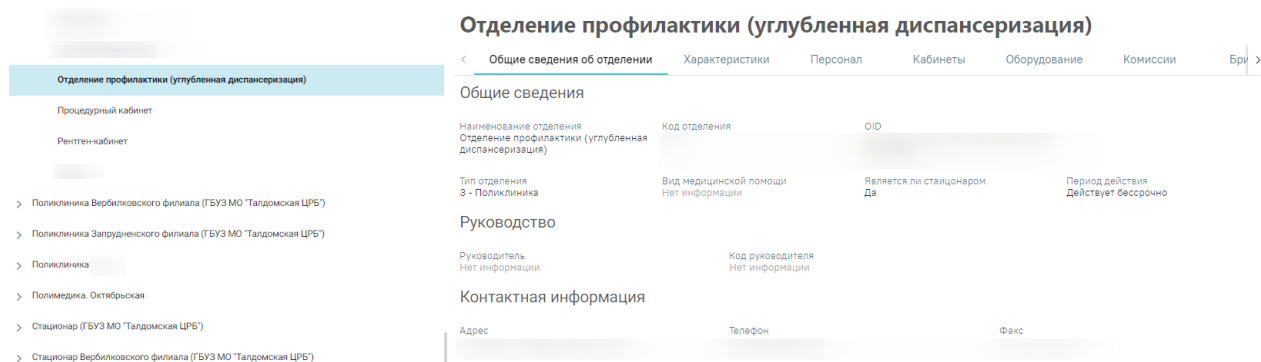 Отделение профилактики (углубленная диспансеризация)
Процедурный кабинет
Рентген-кабинет
Поликлиника Вербилковского филиала (ГБУЗ МО "Талдомская ЦРБ")
Поликлиника Запрудненского филиала (ГБУЗ МО "Талдомская ЦРБ")
Поликлиника
Полимедика. Октябрьская
Стационар (ГБУЗ МО "Талдомская ЦРБ")
Стационар Вербилковского филиала (ГБУЗ МО "Талдомская ЦРБ")
Отделение профилактики (углубленная диспансеризация)
Общие сведения об отделении Характеристики Персонал Кабинеты Оборудование Комиссии Бри
Общие сведения
Наименование отделения Код отделения OID
Отделение профилактики (углубленная
диспансеризация)
Тип отделения Вид медицинской помощи Является ли стаицонаром Период действия
3 - Поликлиника Нет информации Да Действует бессрочно
Руководство
Руководитель Код руководителя
Нет информации Нет информации
Контактная информация
Адрес Телефон Факс